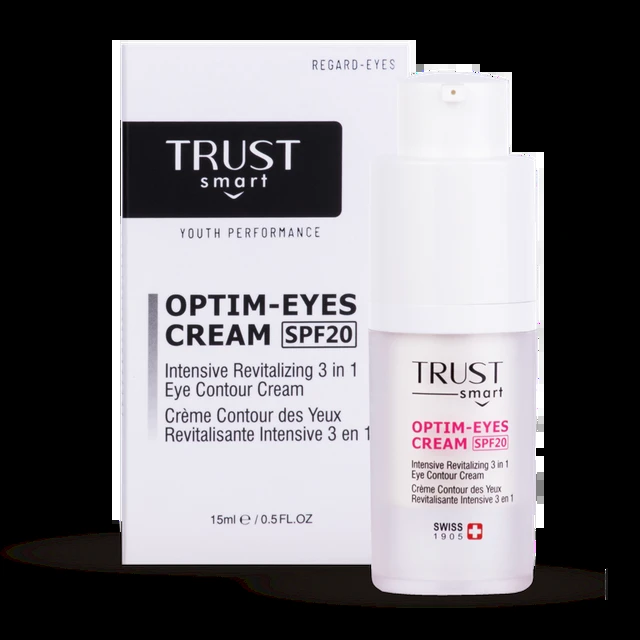 REGARD-EYES
TRUST
smart
YOUTH PERFORMANCE
OPTIM-EYES
CREAM SPF20
Intensive Revitalizing 3 in 1
Eye Contour Cream
Crème Contour des Yeux
Revitalisante Intensive 3 en 1
15ml ℮ / 0.5 FL.OZ
TRUST
smart
OPTIM-EYES
CREAM SPF20
Intensive Revitalizing 3 in 1
Eye Contour Cream
Crème Contour des Yeux
Revitalisante Intensive 3 en 1
SWISS
1905